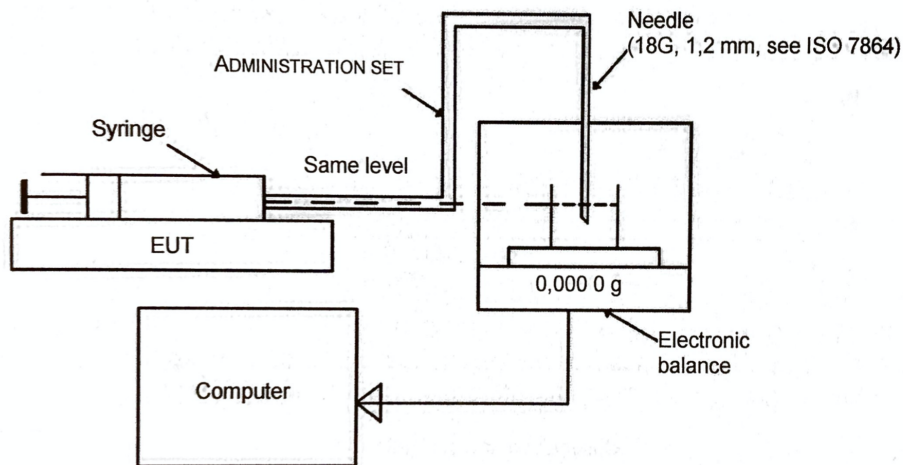 Needle
(18G, 1,2 mm, see ISO 7864)
ADMINISTRATION SET
Syringe
Same level
EUT
0,000 0 g
Electronic
balance
Computer